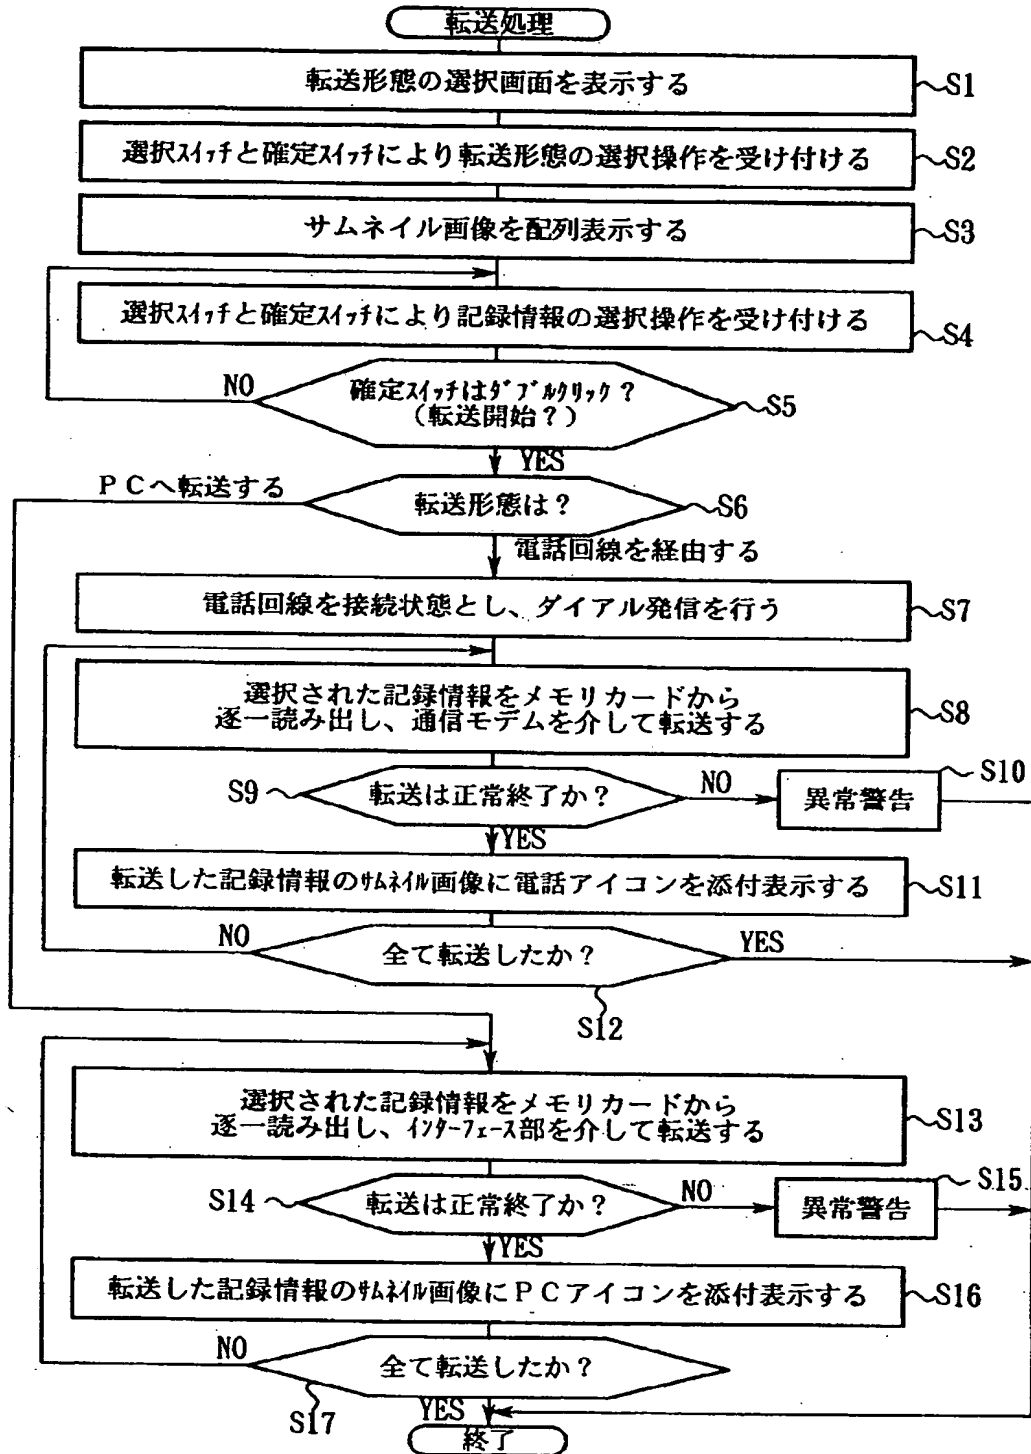 転送処理
転送形態の選択画面を表示する
S1
選択ｽｲｯﾁと確定ｽｲｯﾁにより転送形態の選択操作を受け付ける
S2
サムネイル画像を配列表示する
S3
選択ｽｲｯﾁと確定ｽｲｯﾁにより記録情報の選択操作を受け付ける
S4
NO
確定ｽｲｯﾁはﾀﾞﾌﾞﾙｸﾘｯｸ？
（転送開始？）
S5
YES
ＰＣへ転送する
転送形態は？
S6
電話回線を経由する
電話回線を接続状態とし、ダイアル発信を行う
S7
選択された記録情報をメモリカードから
逐一読み出し、通信モデムを介して転送する
S8
S9
転送は正常終了か？
NO
異常警告
S10
YES
転送した記録情報のｻﾑﾈｲﾙ画像に電話アイコンを添付表示する
S11
NO
全て転送したか？
YES
S12
選択された記録情報をメモリカードから
逐一読み出し、ｲﾝﾀｰﾌｪｰｽ部を介して転送する
S13
S14
転送は正常終了か？
NO
異常警告
S15
YES
転送した記録情報のｻﾑﾈｲﾙ画像にＰＣアイコンを添付表示する
S16
NO
全て転送したか？
S17
YES
終了